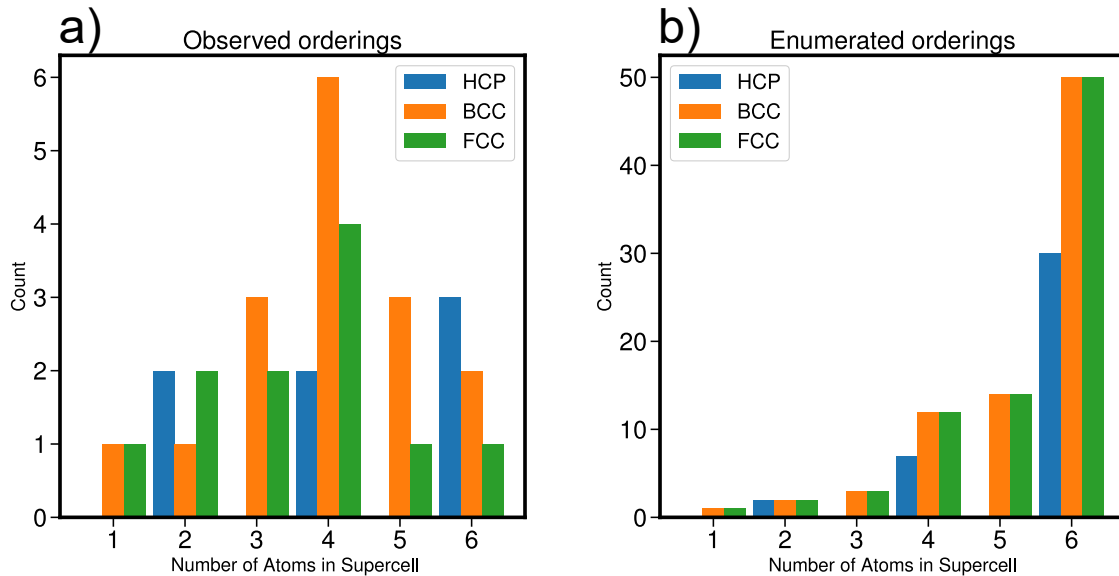 a)
Observed orderings
HCP
BCC
FCC
Count
6
5
4
3
2
1
0
1 2 3 4 5 6
Number of Atoms in Supercell
b)
Enumerated orderings
HCP
BCC
FCC
Count
50
40
30
20
10
0
1 2 3 4 5 6
Number of Atoms in Supercell